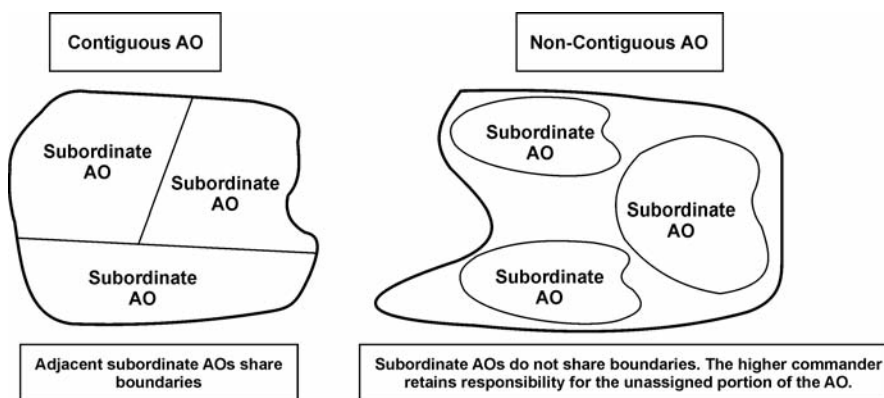 Contiguous AO
Non-Contiguous AO
Subordinate
AO
Subordinate
AO
Subordinate
AO
Subordinate
AO
Subordinate
AO
Subordinate
AO
Adjacent subordinate AOs share
boundaries
Subordinate AOs do not share boundaries. The higher commander
retains responsibility for the unassigned portion of the AO.